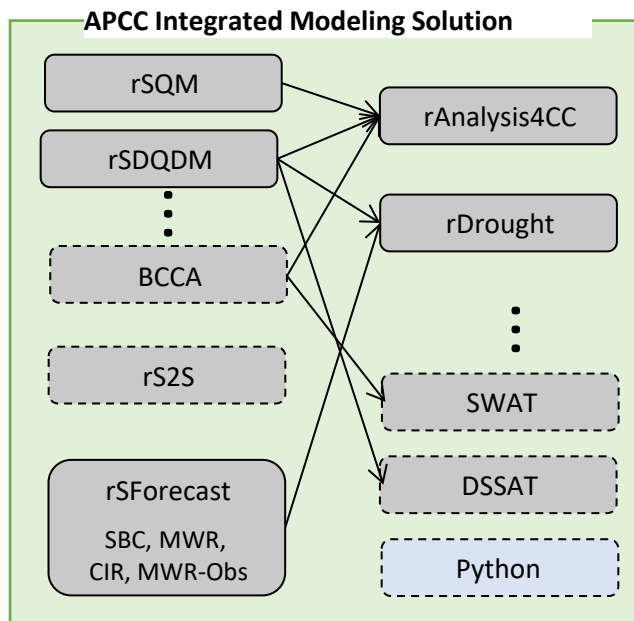 APCC Integrated Modeling Solution
rSQM
rSDQDM
BCCA
rS2S
rSForecast
SBC, MWR,
CIR, MWR-Obs
rAnalysis4CC
rDrought
SWAT
DSSAT
Python